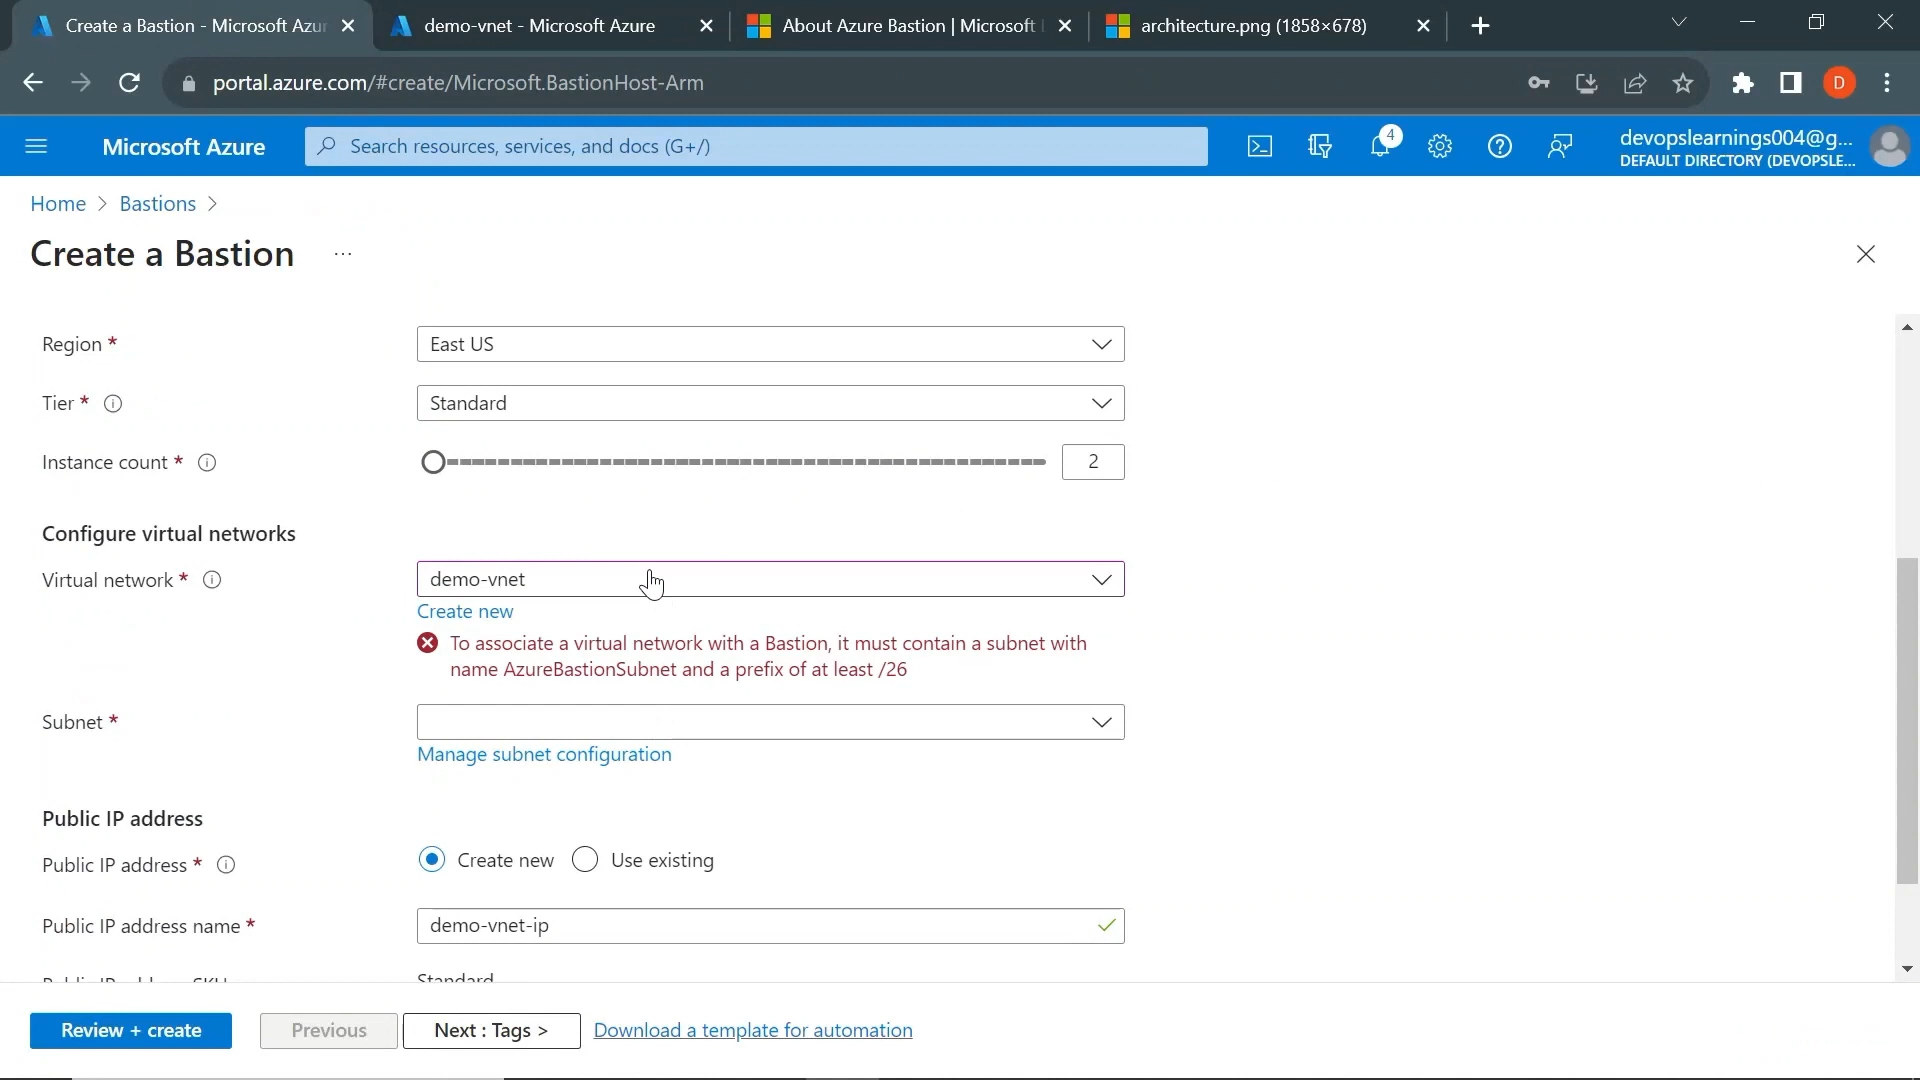 Create a Bastion - Microsoft Azur
demo-vnet - Microsoft Azure
About Azure Bastion | Microsoft
architecture.png (1858×678)
portal.azure.com/#create/Microsoft.BastionHost-Arm
D
Microsoft Azure
Search resources, services, and docs (G+/)
4
devopslearnings004@g...
DEFAULT DIRECTORY (DEVOPSLE...
Home > Bastions >
Create a Bastion ...
Region *
East US
Tier *
Standard
Instance count *
2
Configure virtual networks
Virtual network *
demo-vnet
Create new
To associate a virtual network with a Bastion, it must contain a subnet with
name AzureBastionSubnet and a prefix of at least /26
Subnet *
Manage subnet configuration
Public IP address
Public IP address *
Create new
Use existing
Public IP address name *
demo-vnet-ip
Public IP address SKU
Standard
Review + create
Previous
Next : Tags >
Download a template for automation